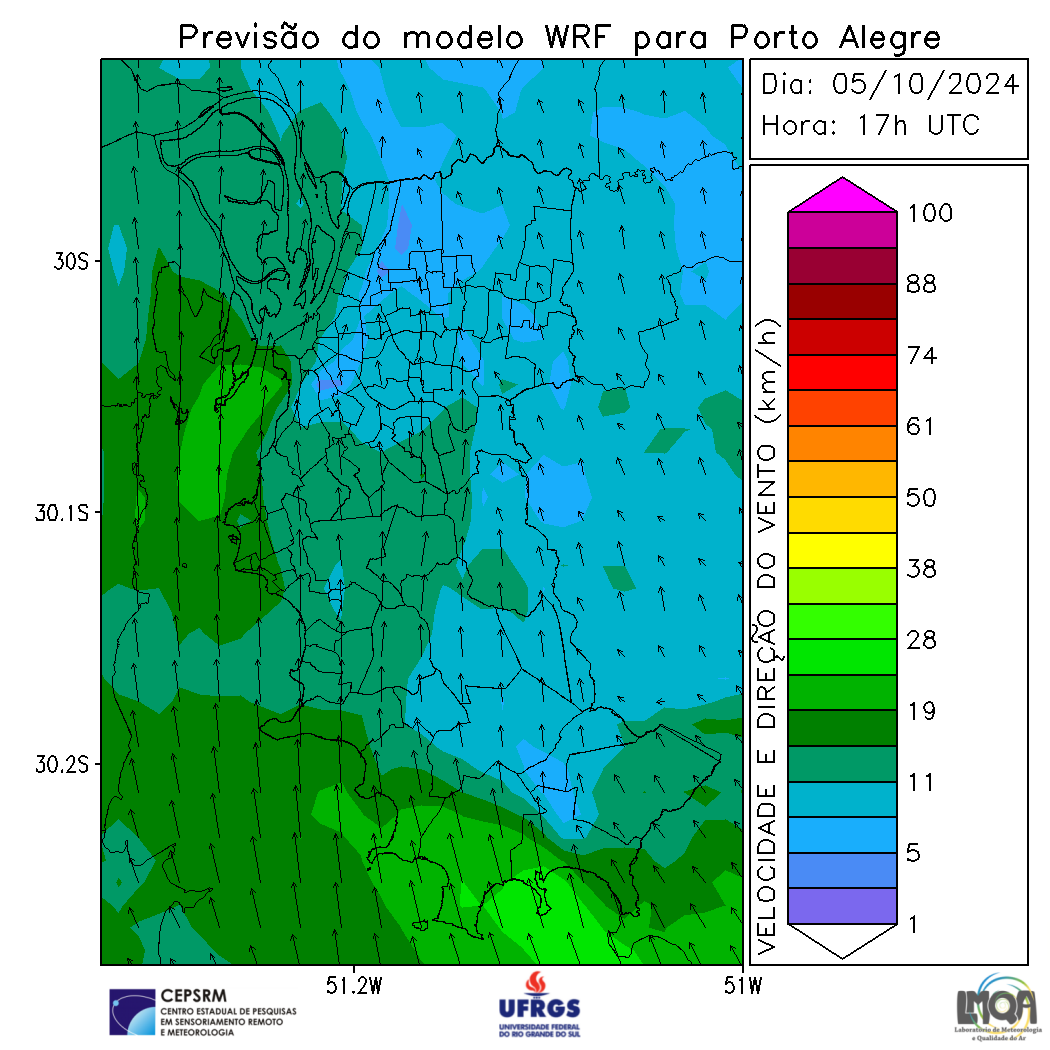 Previsão do modelo WRF para Porto Alegre
Dia: 05/10/2024
Hora: 17h UTC
30S
30.1S
30.2S
51.2W
51W
VELOCIDADE E DIREÇÃO DO VENTO (km/h)
100
88
74
61
50
38
28
19
11
5
1
CEPSRM
CENTRO ESTADUAL DE PESQUISAS
EM SENSORIAMENTO REMOTO
E METEOROLOGIA
UFRGS
UNIVERSIDADE FEDERAL
DO RIO GRANDE DO SUL
LMQA
Laboratório de Meteorologia
e Qualidade do Ar